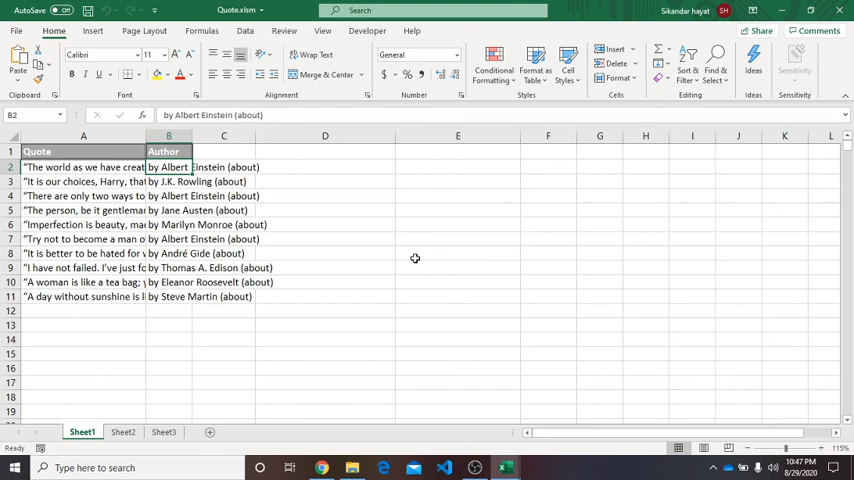 AutoSave Off Quote.xlsm Search Sikandar hayat SH
File Home Insert Page Layout Formulas Data Review View Developer Help Share Comments
Calibri 11 A A Wrap Text General
Paste B I U A Merge & Center $ % , Conditional Formatting Format as Table Cell Styles Insert Delete Format Sort & Filter Find & Select Ideas Sensitivity
Clipboard Font Alignment Number Styles Cells Editing Ideas Sensitivity
B2 fx by Albert Einstein (about)
A B C D E F G H I J K L
1 Quote Author
2 “The world as we have creat by Albert Einstein (about)
3 “It is our choices, Harry, that by J.K. Rowling (about)
4 “There are only two ways to by Albert Einstein (about)
5 “The person, be it gentlemar by Jane Austen (about)
6 “Imperfection is beauty, mad by Marilyn Monroe (about)
7 “Try not to become a man o by Albert Einstein (about)
8 “It is better to be hated for v by André Gide (about)
9 “I have not failed. I've just fo by Thomas A. Edison (about)
10 “A woman is like a tea bag; y by Eleanor Roosevelt (about)
11 “A day without sunshine is li by Steve Martin (about)
12
13
14
15
16
17
18
19
Sheet1 Sheet2 Sheet3
Ready 115%
Type here to search 10:47 PM
8/29/2020